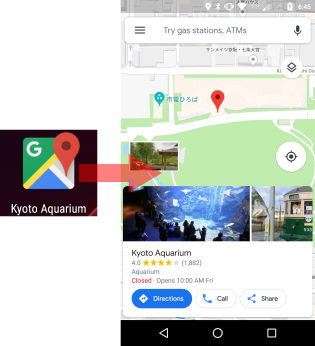 6:45
Try gas stations, ATMs
サンメイツ京阪・七条大宮
市電ひろば
G
Kyoto Aquarium
Kyoto Aquarium
4.0 ★★★★☆ (1,882)
Aquarium
Closed · Opens 10:00 AM Fri
Directions Call Share